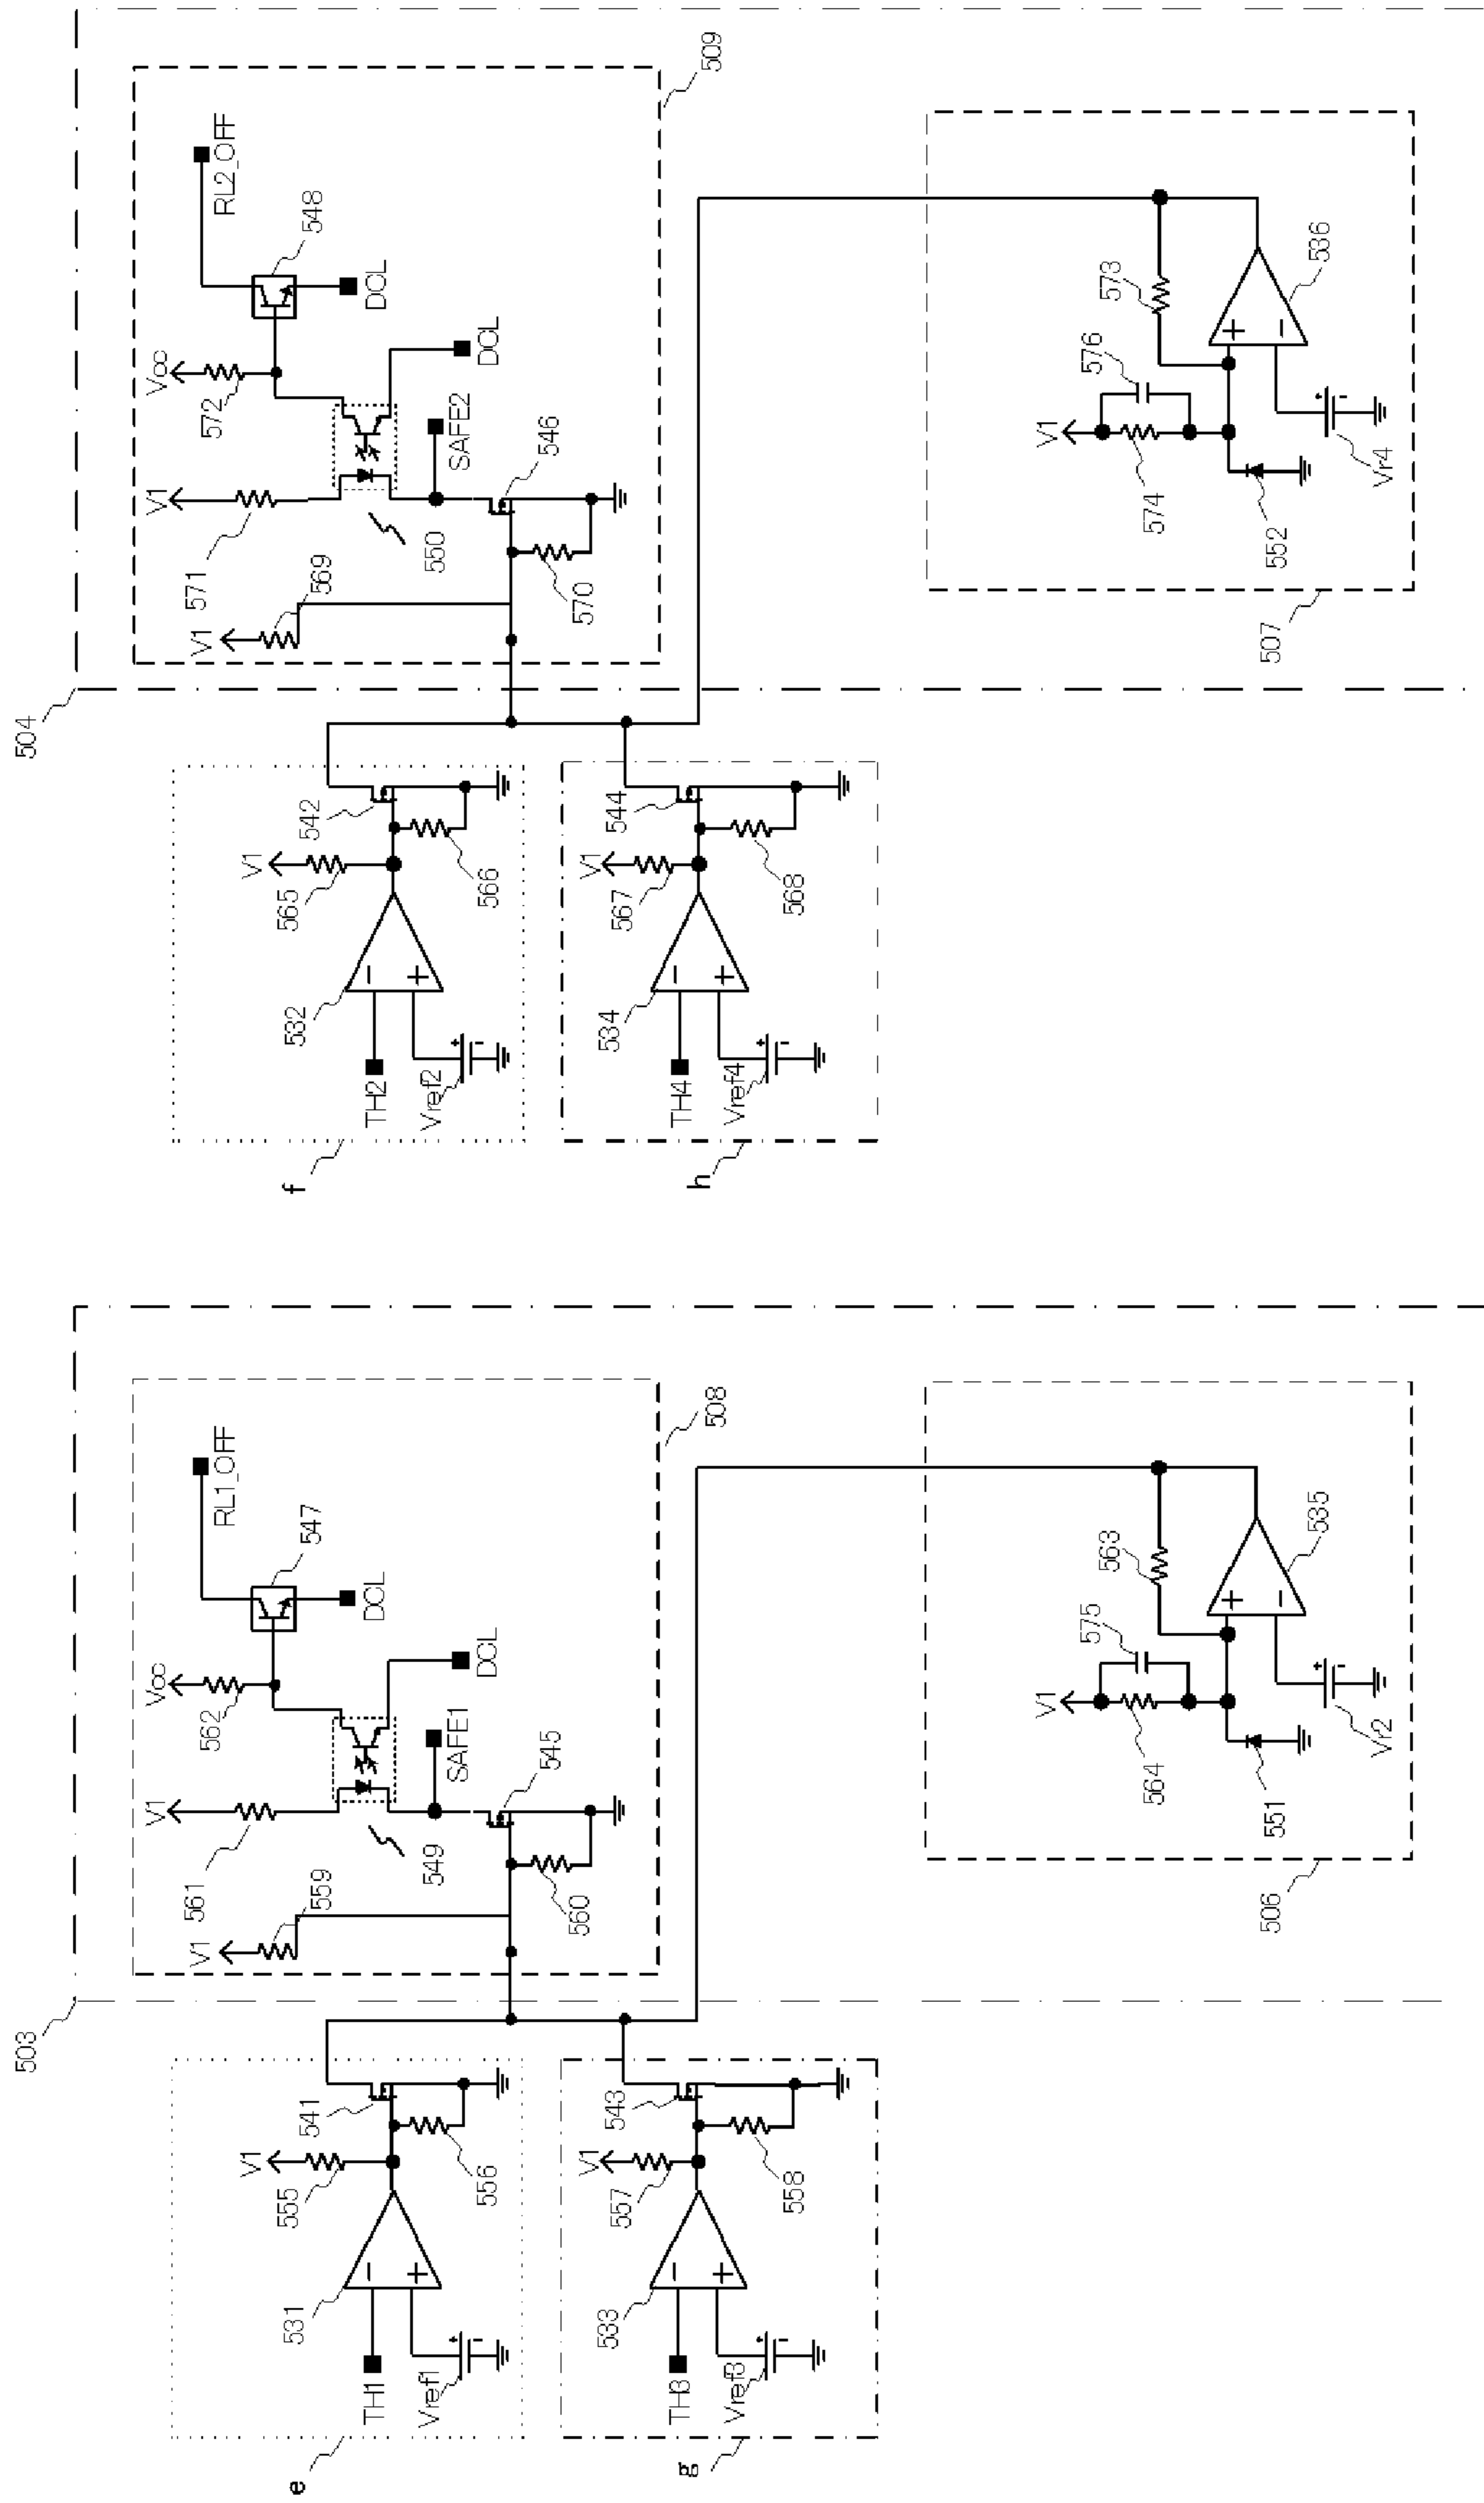 503
504
e
TH1
Vref1
531
V1
555
556
541
g
TH3
Vref3
533
V1
557
558
543
V1
559
560
V1
561
549
545
SAFE1
Vcc
562
DCL
547
DCL
RL1_OFF
508
506
551
V1
564
575
563
Vr2
535
f
TH2
Vref2
532
V1
565
566
542
h
TH4
Vref4
534
V1
567
568
544
V1
569
570
V1
571
550
546
SAFE2
Vcc
572
DCL
548
DCL
RL2_OFF
509
507
552
V1
574
576
573
Vr4
536